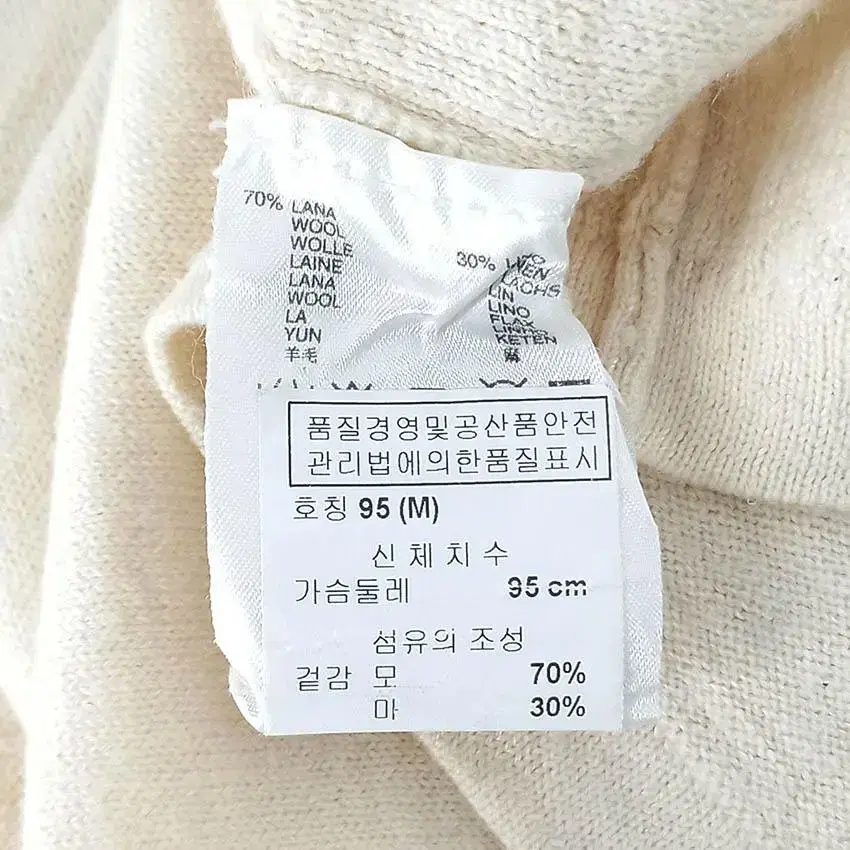 70% LANA
WOOL
WOLLE
LAINE
LANA
WOOL
LA
YUN
羊毛
30%
LIN
LINO
KETEN
麻
품질경영및공산품안전
관리법에의한품질표시
호칭 95 (M)
신체치수
가슴둘레 95 cm
섬유의 조성
겉감 모 70%
마 30%